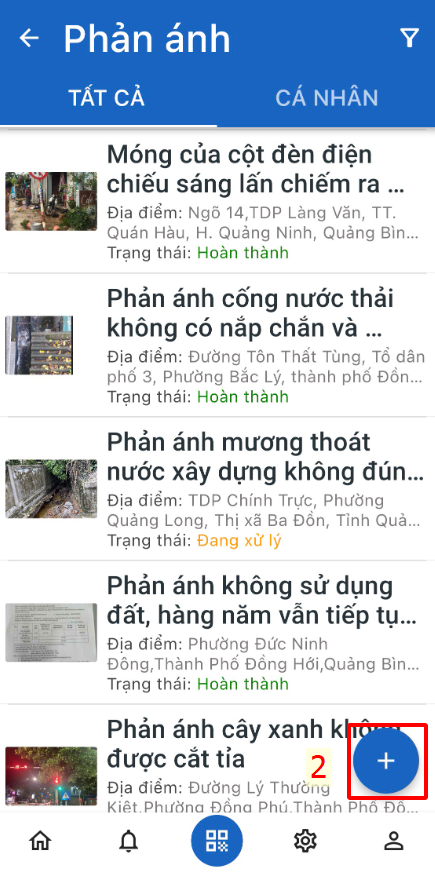 Phản ánh
TẤT CẢ
CÁ NHÂN
Móng của cột đèn điện
chiếu sáng lấn chiếm ra ...
Địa điểm: Ngõ 14,TDP Làng Văn, TT.
Quán Hàu, H. Quảng Ninh, Quảng Bìn...
Trạng thái: Hoàn thành
Phản ánh cống nước thải
không có nắp chắn và ...
Địa điểm: Đường Tôn Thất Tùng, Tổ dân
phố 3, Phường Bắc Lý, thành phố Đồn...
Trạng thái: Hoàn thành
Phản ánh mương thoát
nước xây dựng không đún...
Địa điểm: TDP Chính Trực, Phường
Quảng Long, Thị xã Ba Đồn, Tỉnh Quả...
Trạng thái: Đang xử lý
Phản ánh không sử dụng
đất, hàng năm vẫn tiếp tụ...
Địa điểm: Phường Đức Ninh
Đông,Thành Phố Đồng Hới,Quảng Bìn...
Trạng thái: Hoàn thành
Phản ánh cây xanh không
được cắt tỉa
2
Địa điểm: Đường Lý Thường
Kiệt,Phường Đồng Phú,Thành Phố Đồ...